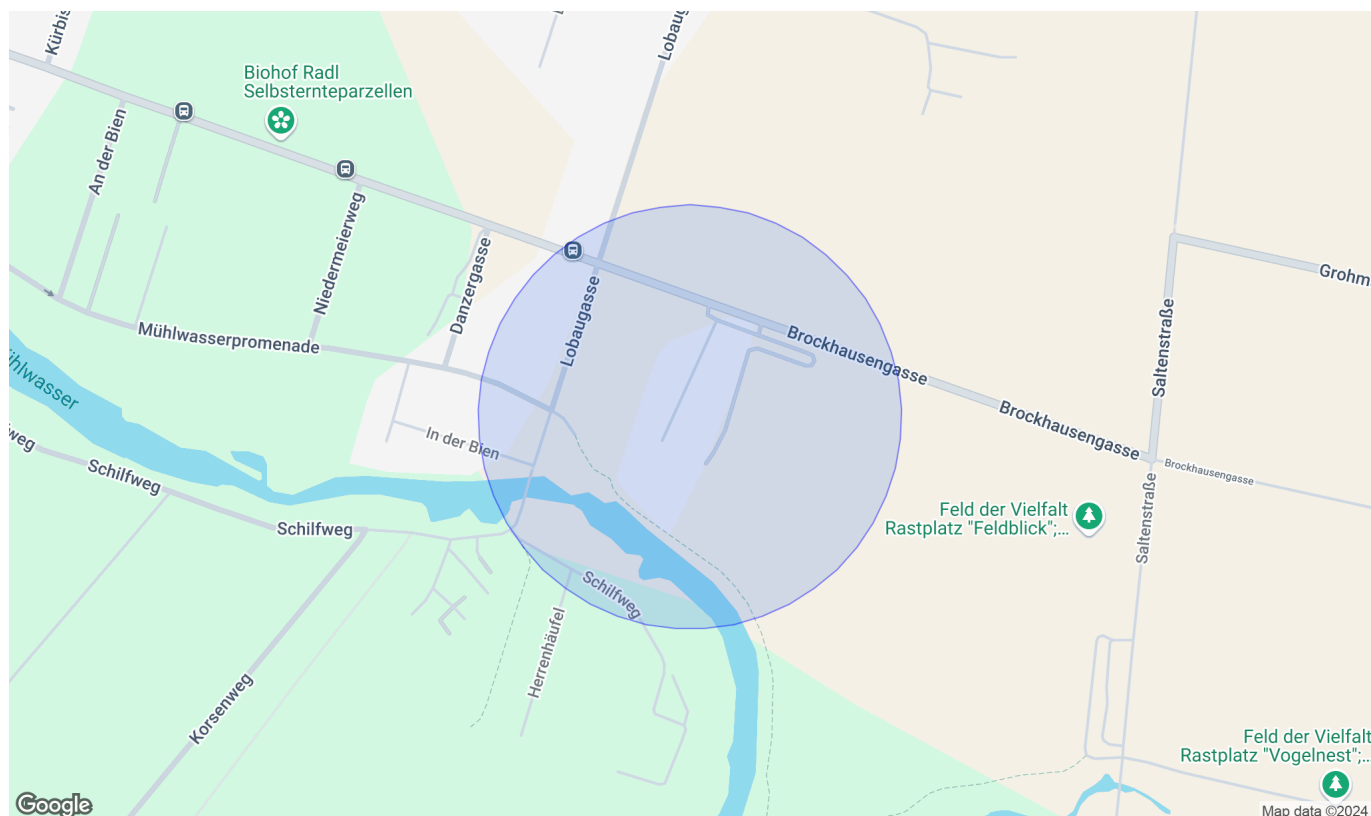 Kürbis
Lobaug
Biohof Radl
Selbsternteparzellen
An der Bien
Niedermeierweg
Danzergasse
Lobaugasse
Mühlwasserpromenade
Grohm
Saltenstraße
Brockhausengasse
Brockhausengasse
Brockhausengasse
ühlwasser
In der Bien
weg
Schilfweg
Schilfweg
Saltenstraße
Feld der Vielfalt
Rastplatz "Feldblick";...
Schilfweg
Herrenhäufel
Korsenweg
Feld der Vielfalt
Rastplatz "Vogelnest";...
Google
Map data ©2024